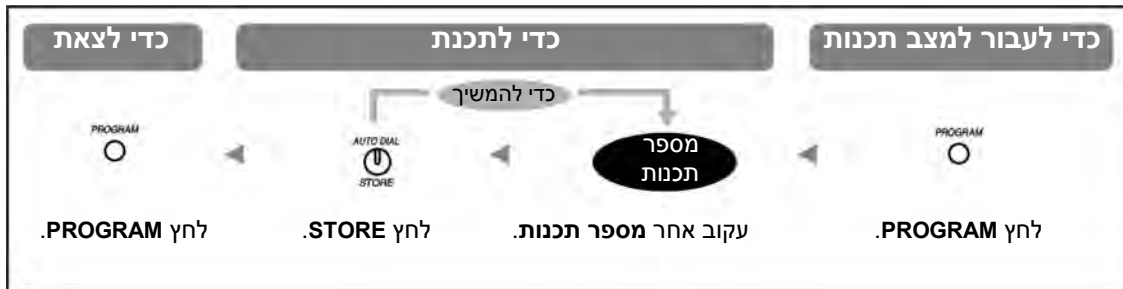 כדי לעבור למצב תכנות
כדי לתכנת
כדי לצאת
כדי להמשיך
PROGRAM
מספר
תכנות
AUTO DIAL
STORE
PROGRAM
לחץ PROGRAM.
עקוב אחר מספר תכנות.
לחץ STORE.
לחץ PROGRAM.